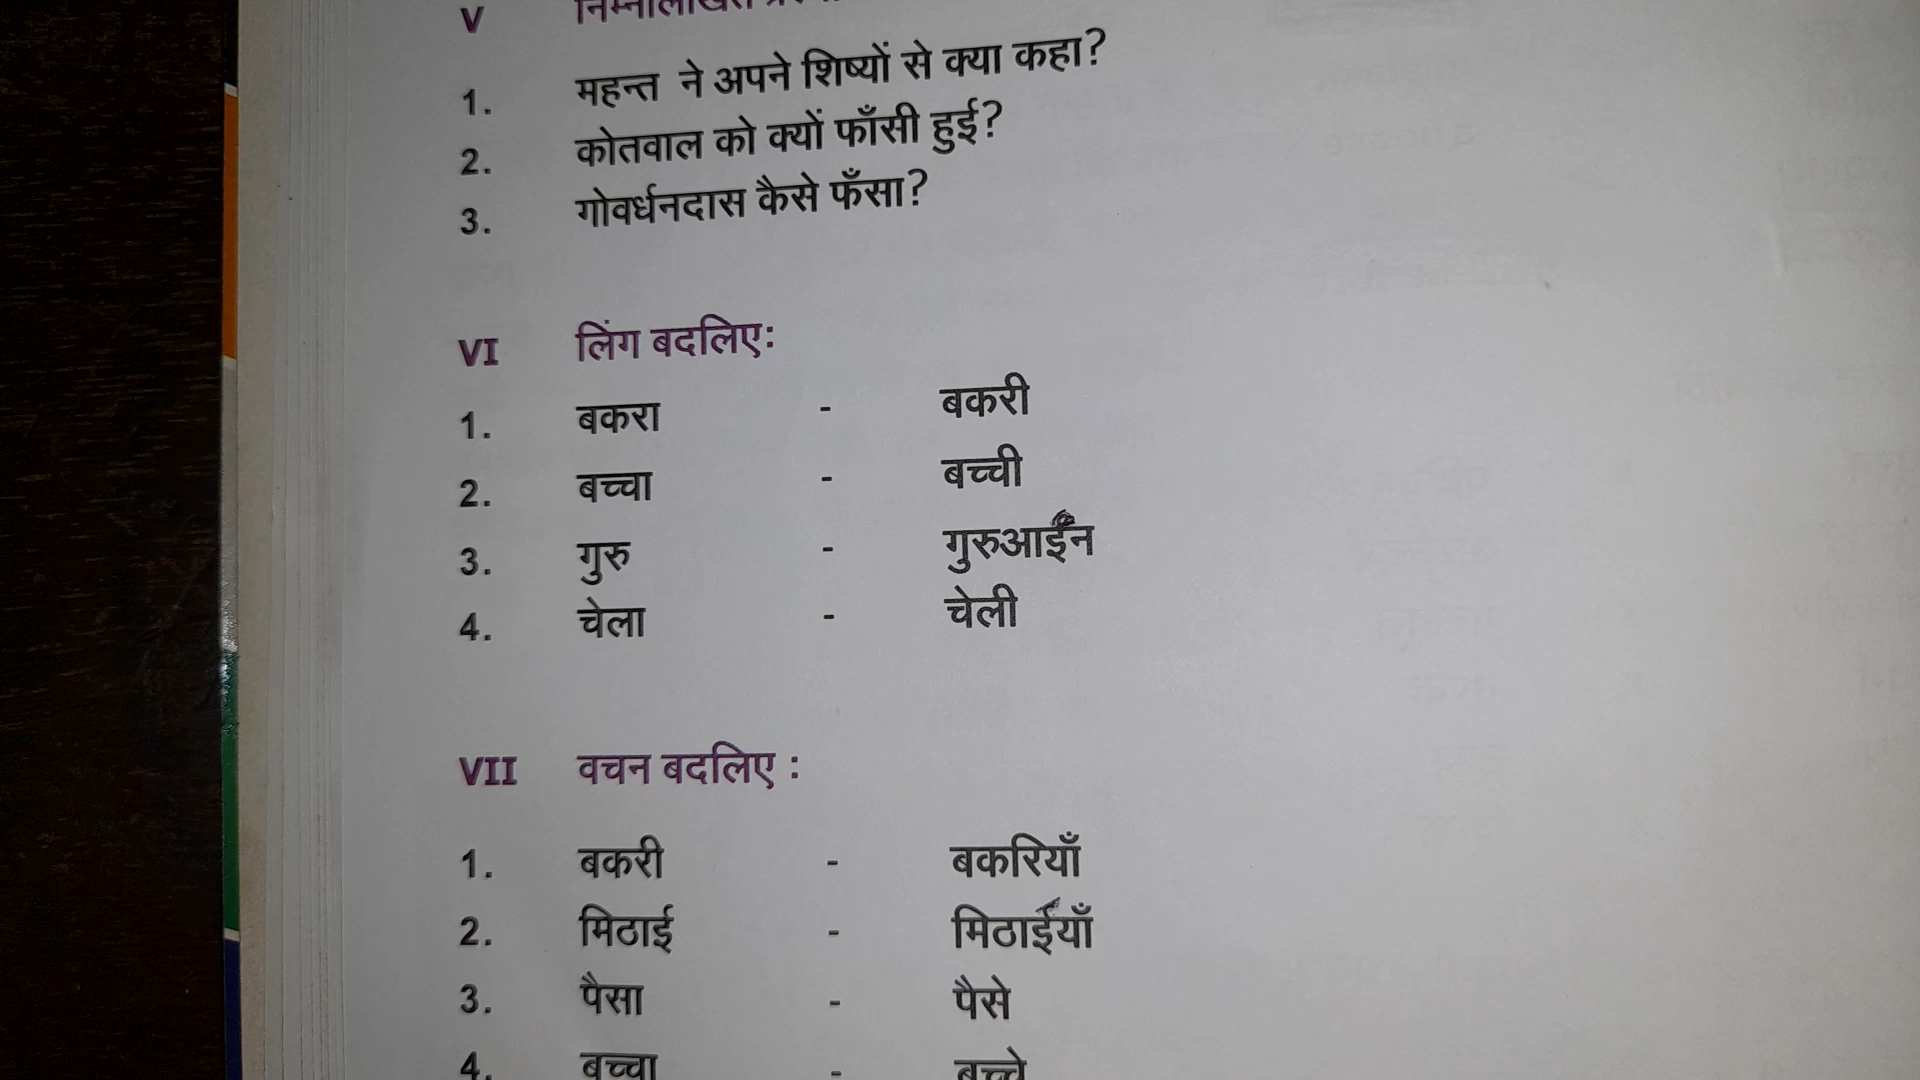 V निम्नलिखित
1. महन्त ने अपने शिष्यों से क्या कहा?
2. कोतवाल को क्यों फाँसी हुई?
3. गोवर्धनदास कैसे फँसा?
VI लिंग बदलिए:
1. बकरा - बकरी
2. बच्चा - बच्ची
3. गुरु - गुरुआईन
4. चेला - चेली
VII वचन बदलिए :
1. बकरी - बकरियाँ
2. मिठाई - मिठाईयाँ
3. पैसा - पैसे
4. बच्चा - बच्चे